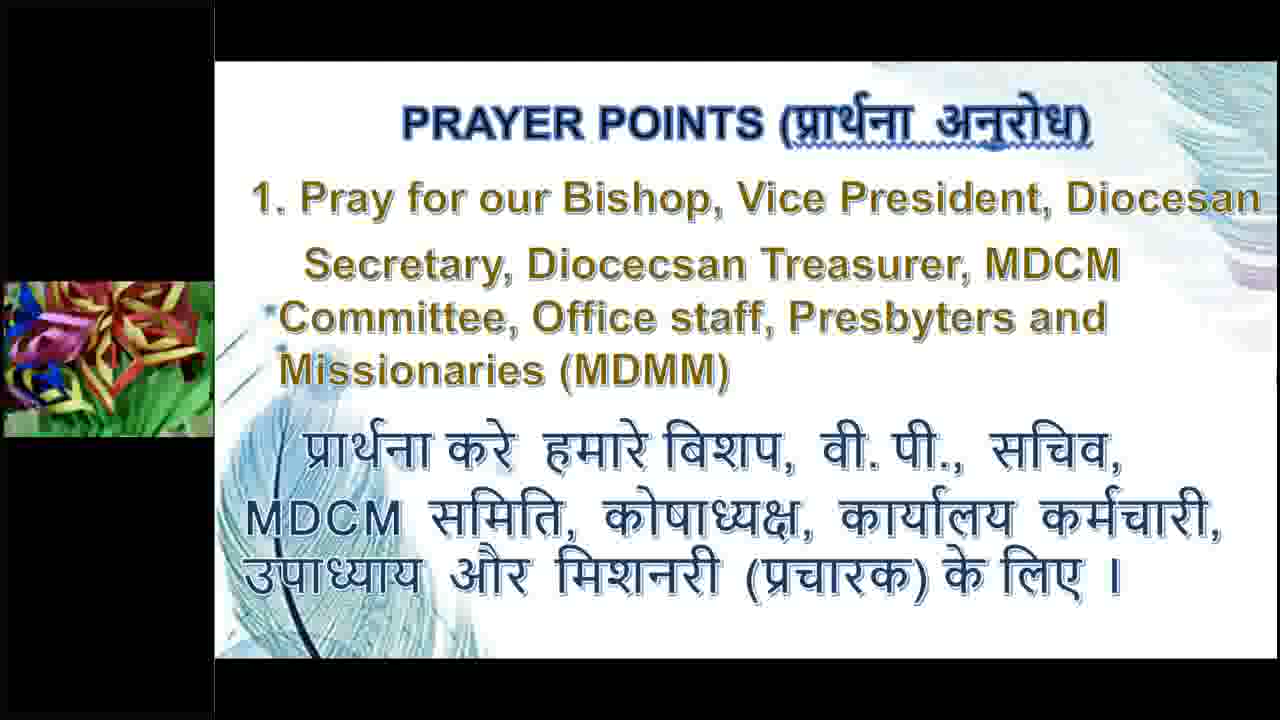 PRAYER POINTS (प्रार्थना अनुरोध)
1. Pray for our Bishop, Vice President, Diocesan
Secretary, Diocecsan Treasurer, MDCM
Committee, Office staff, Presbyters and
Missionaries (MDMM)
प्रार्थना करे हमारे विशप, वी. पी., सचिव,
MDCM समिति, कोषाध्यक्ष, कार्यालय कर्मचारी,
उपाध्याय और मिशनरी (प्रचारक) के लिए ।